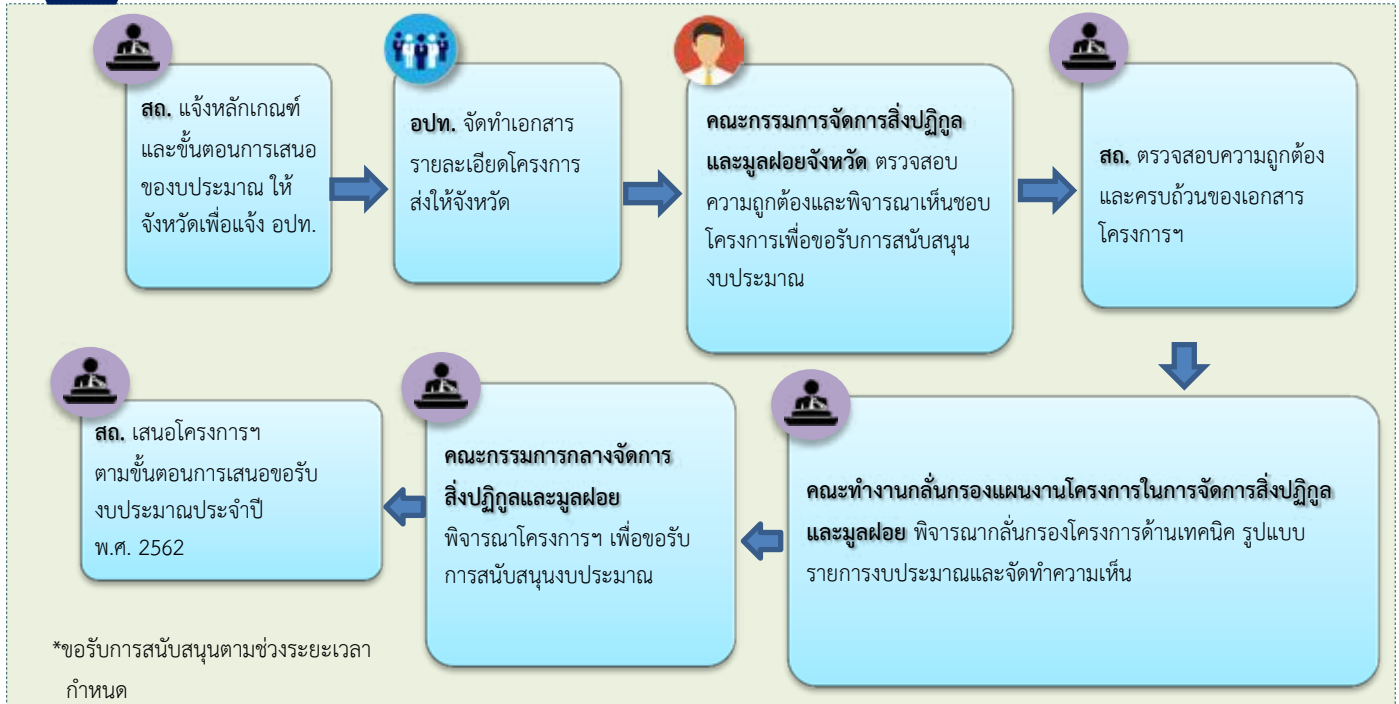 สถ. แจ้งหลักเกณฑ์
และขั้นตอนการเสนอ
ของบประมาณ ให้
จังหวัดเพื่อแจ้ง อปท.
อปท. จัดทำเอกสาร
รายละเอียดโครงการ
ส่งให้จังหวัด
คณะกรรมการจัดการสิ่งปฏิกูล
และมูลฝอยจังหวัด ตรวจสอบ
ความถูกต้องและพิจารณาเห็นชอบ
โครงการเพื่อขอรับการสนับสนุน
งบประมาณ
สถ. ตรวจสอบความถูกต้อง
และครบถ้วนของเอกสาร
โครงการฯ
คณะทำงานกลั่นกรองแผนงานโครงการในการจัดการสิ่งปฏิกูล
และมูลฝอย พิจารณากลั่นกรองโครงการด้านเทคนิค รูปแบบ
รายการงบประมาณและจัดทำความเห็น
คณะกรรมการกลางจัดการ
สิ่งปฏิกูลและมูลฝอย
พิจารณาโครงการฯ เพื่อขอรับ
การสนับสนุนงบประมาณ
สถ. เสนอโครงการฯ
ตามขั้นตอนการเสนอขอรับ
งบประมาณประจำปี
พ.ศ. 2562
*ขอรับการสนับสนุนตามช่วงระยะเวลา
กำหนด